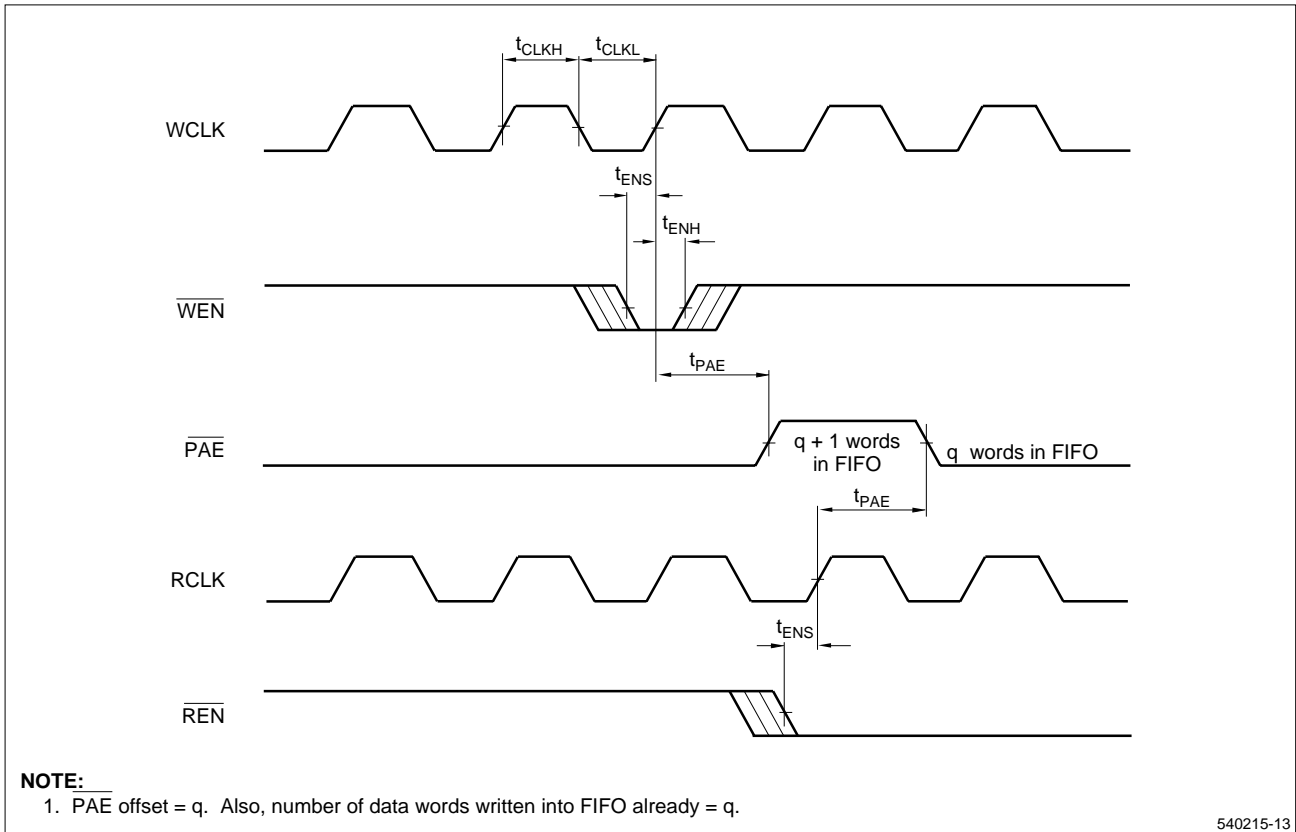 tCLKH tCLKL
WCLK
tENS
tENH
WEN
tPAE
PAE
q + 1 words
in FIFO
q words in FIFO
tPAE
RCLK
tENS
REN
NOTE:
1. PAE offset = q. Also, number of data words written into FIFO already = q.
540215-13